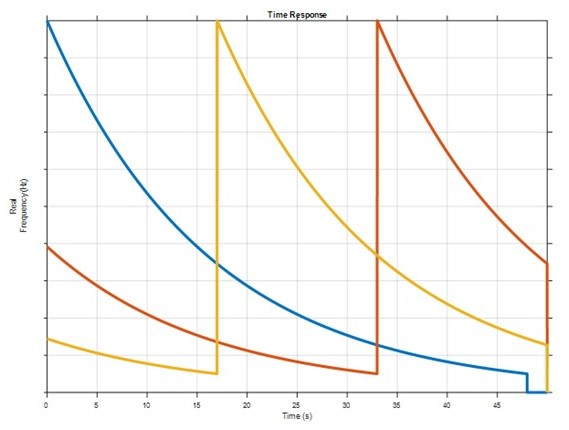 Time Response
Real
Frequency(Hz)
0 5 10 15 20 25 30 35 40 45
Time (s)